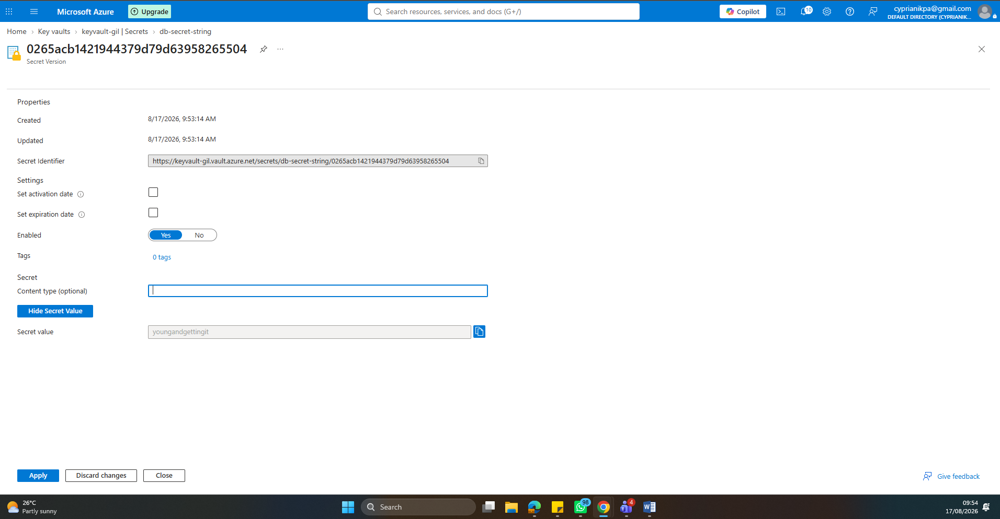 Microsoft Azure
Upgrade
Search resources, services, and docs (G+/)
Copilot
10
cyprianikpa@gmail.com
DEFAULT DIRECTORY (CYPRIANIK...
Home > Key vaults > keyvault-gil | Secrets > db-secret-string
0265acb1421944379d79d63958265504
...
Secret Version
Properties
Created 8/17/2026, 9:53:14 AM
Updated 8/17/2026, 9:53:14 AM
Secret Identifier https://keyvault-gil.vault.azure.net/secrets/db-secret-string/0265acb1421944379d79d63958265504
Settings
Set activation date
Set expiration date
Enabled Yes No
Tags 0 tags
Secret
Content type (optional)
Hide Secret Value
Secret value youngandgettingit
Apply Discard changes Close
Give feedback
26°C
Partly sunny
Search
98
4
09:54
17/08/2026